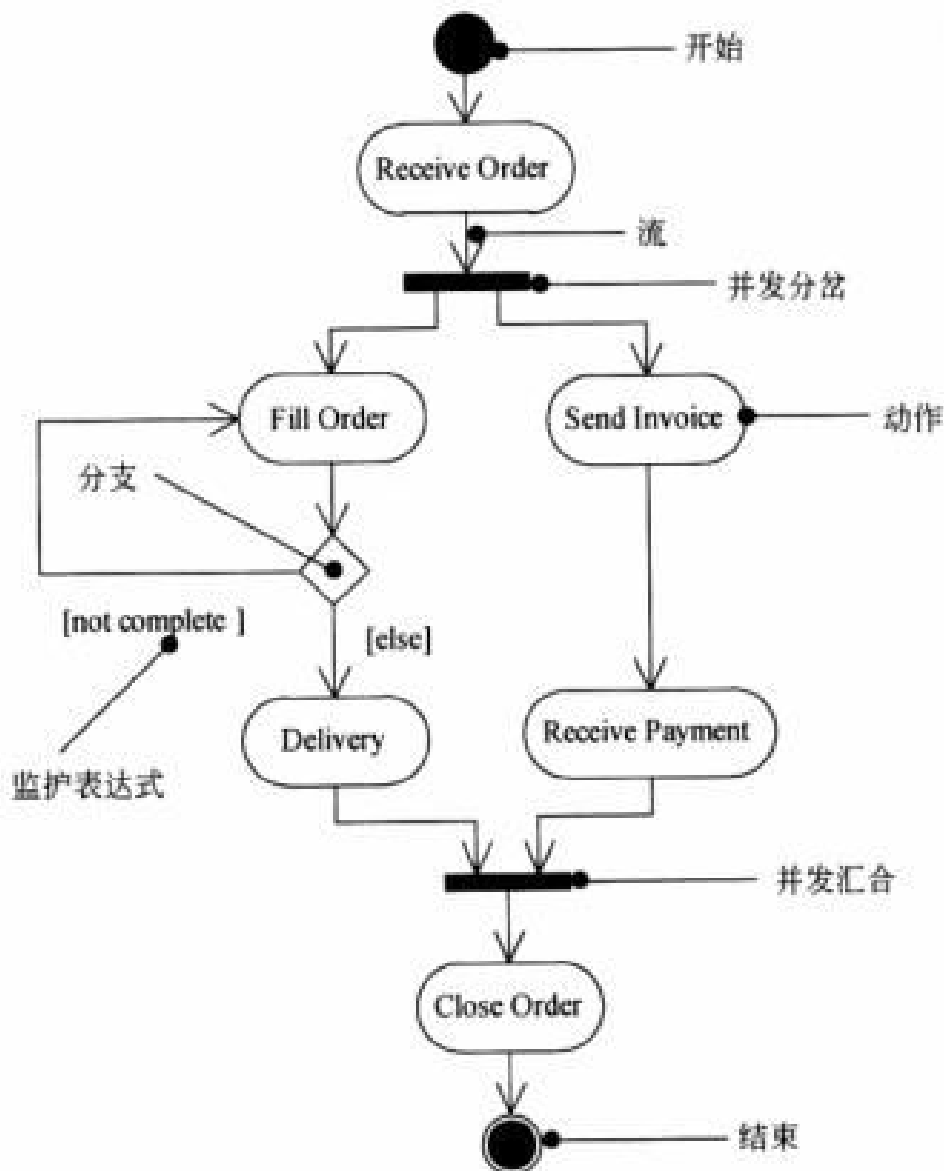 开始
Receive Order
流
并发分岔
Fill Order
Send Invoice
动作
分支
[not complete ]
[else]
Delivery
Receive Payment
监护表达式
并发汇合
Close Order
结束